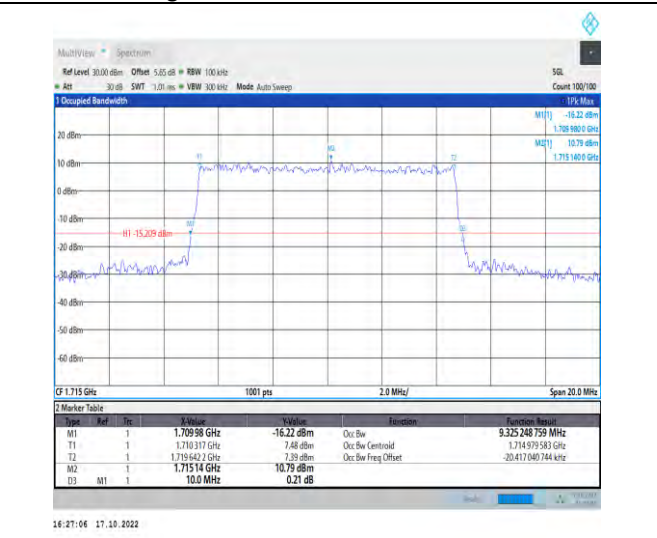 MultiView Spectrum
Ref Level 30.00 dBm Offset 5.65 dB RBW 100 kHz SGL
Att 30 dB SWT 1.01 ms VBW 300 kHz Mode Auto Sweep Count 100/100
1 Occupied Bandwidth 1Pk Max
M1[1] -16.22 dBm
1.709 980 0 GHz
20 dBm
M2[1] 10.79 dBm
1.715 140 0 GHz
M2
T1 T2
10 dBm
0 dBm
-10 dBm
M1
H1 -15.209 dBm D3
-20 dBm
-30 dBm
-40 dBm
-50 dBm
-60 dBm
CF 1.715 GHz 1001 pts 2.0 MHz/ Span 20.0 MHz
2 Marker Table
Type Ref Trc X-Value Y-Value Function Function Result
M1 1 1.709 98 GHz -16.22 dBm Occ Bw 9.325 248 759 MHz
T1 1 1.710 317 GHz 7.48 dBm Occ Bw Centroid 1.714 979 583 GHz
T2 1 1.719 642 2 GHz 7.39 dBm Occ Bw Freq Offset -20.417 040 744 kHz
M2 1 1.715 14 GHz 10.79 dBm
D3 M1 1 10.0 MHz 0.21 dB
16:27:06 17.10.2022